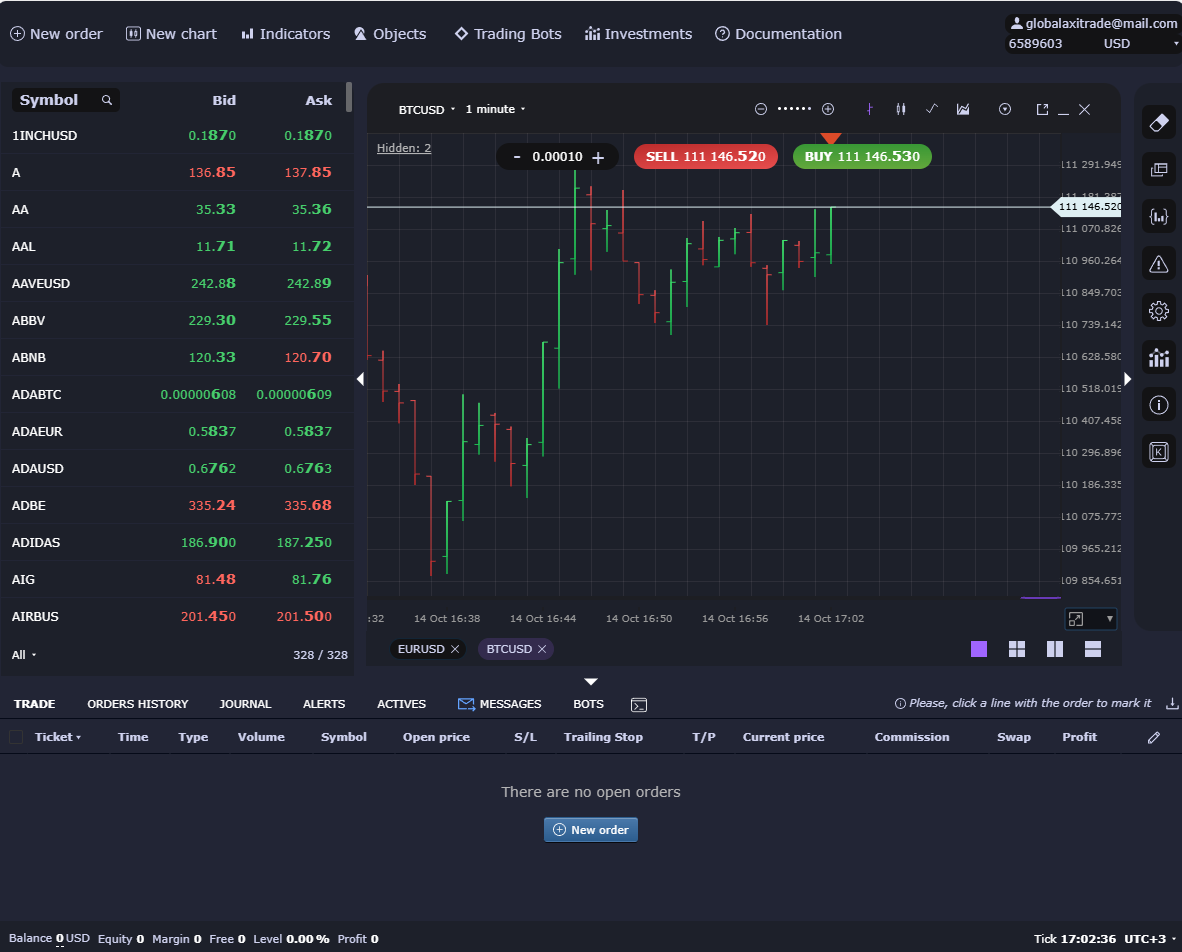 New order New chart Indicators Objects Trading Bots Investments Documentation
globalaxitrade@mail.com
6589603 USD
Symbol Bid Ask
1INCHUSD 0.1870 0.1870
A 136.85 137.85
AA 35.33 35.36
AAL 11.71 11.72
AAVEUSD 242.88 242.89
ABBV 229.30 229.55
ABNB 120.33 120.70
ADABTC 0.00000608 0.00000609
ADAEUR 0.5837 0.5837
ADAUSD 0.6762 0.6763
ADBE 335.24 335.68
ADIDAS 186.900 187.250
AIG 81.48 81.76
AIRBUS 201.450 201.500
All 328 / 328
BTCUSD 1 minute
Hidden: 2
- 0.00010 +
SELL 111 146.520
BUY 111 146.530
111 291.949
111 146.520
111 070.826
110 960.264
110 849.703
110 739.142
110 628.580
110 518.019
110 407.458
110 296.896
110 186.335
110 075.773
109 965.212
109 854.651
:32 14 Oct 16:38 14 Oct 16:44 14 Oct 16:50 14 Oct 16:56 14 Oct 17:02
EURUSD BTCUSD
TRADE ORDERS HISTORY JOURNAL ALERTS ACTIVES MESSAGES BOTS
Please, click a line with the order to mark it
Ticket Time Type Volume Symbol Open price S/L Trailing Stop T/P Current price Commission Swap Profit
There are no open orders
New order
Balance 0 USD Equity 0 Margin 0 Free 0 Level 0.00 % Profit 0
Tick 17:02:36 UTC+3